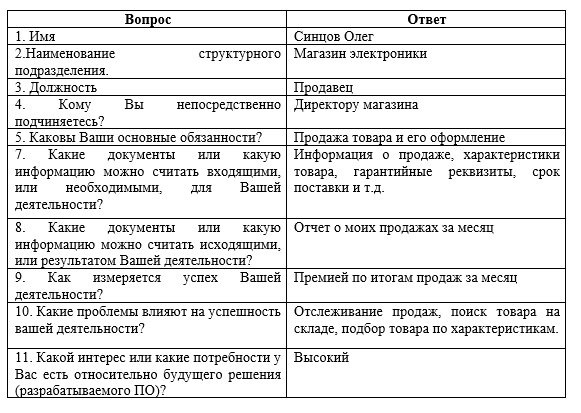 Вопрос Ответ
1. Имя Синцов Олег
2.Наименование структурного Магазин электроники
подразделения.
3. Должность Продавец
4. Кому Вы непосредственно Директору магазина
подчиняетесь?
5. Каковы Ваши основные обязанности? Продажа товара и его оформление
7. Какие документы или какую Информация о продаже, характеристики
информацию можно считать входящими, товара, гарантийные реквизиты, срок
или необходимыми, для Вашей поставки и т.д.
деятельности?
8. Какие документы или какую Отчет о моих продажах за месяц
информацию можно считать исходящими,
или результатом Вашей деятельности?
9. Как измеряется успех Вашей Премией по итогам продаж за месяц
деятельности?
10. Какие проблемы влияют на успешность Отслеживание продаж, поиск товара на
вашей деятельности? складе, подбор товара по характеристикам.
11. Какой интерес или какие потребности у Высокий
Вас есть относительно будущего решения
(разрабатываемого ПО)?